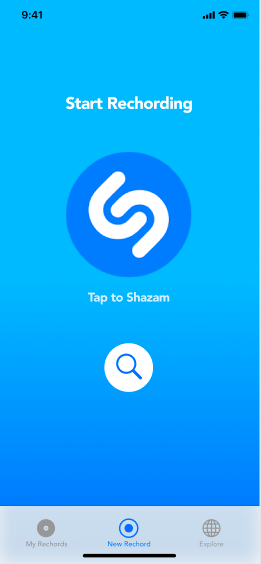 9:41
Start Rechording
Tap to Shazam
My Rechords
New Rechord
Explore